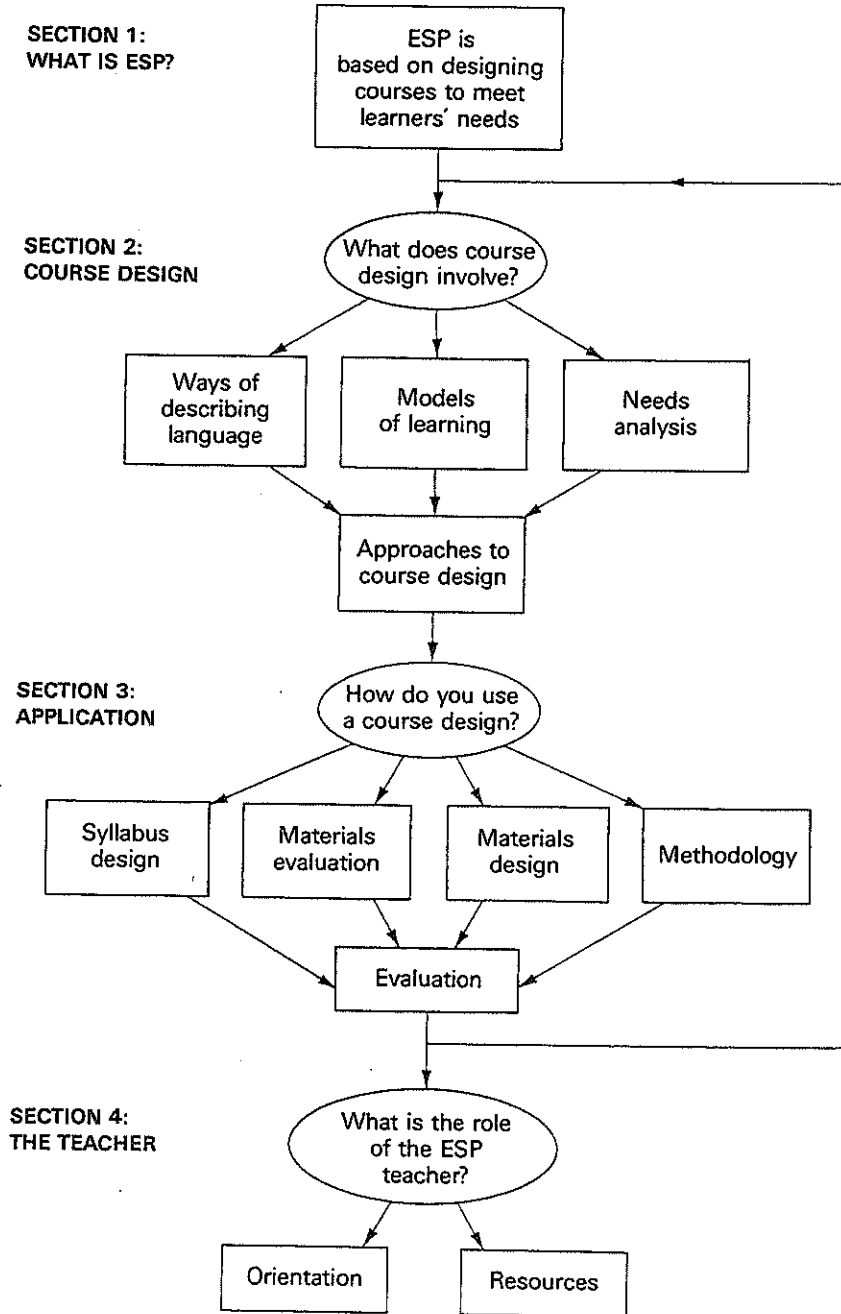 SECTION 1:
WHAT IS ESP?
ESP is
based on designing
courses to meet
learners' needs
SECTION 2:
COURSE DESIGN
What does course
design involve?
Ways of
describing
language
Models
of learning
Needs
analysis
Approaches to
course design
SECTION 3:
APPLICATION
How do you use
a course design?
Syllabus
design
Materials
evaluation
Materials
design
Methodology
Evaluation
SECTION 4:
THE TEACHER
What is the role
of the ESP
teacher?
Orientation
Resources